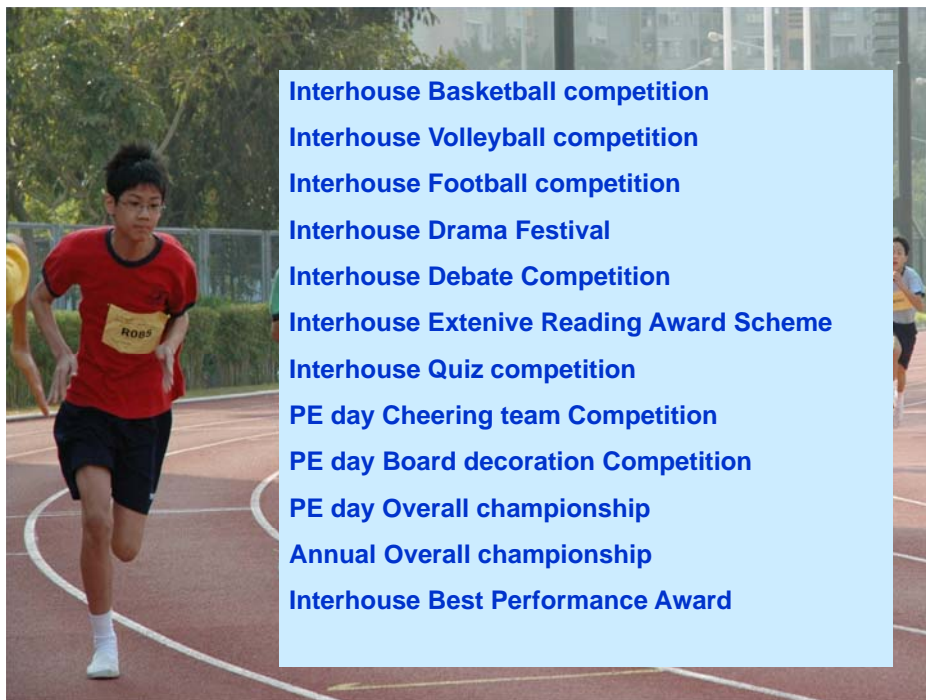 Interhouse Basketball competition
Interhouse Volleyball competition
Interhouse Football competition
Interhouse Drama Festival
Interhouse Debate Competition
Interhouse Extenive Reading Award Scheme
Interhouse Quiz competition
PE day Cheering team Competition
PE day Board decoration Competition
PE day Overall championship
Annual Overall championship
Interhouse Best Performance Award